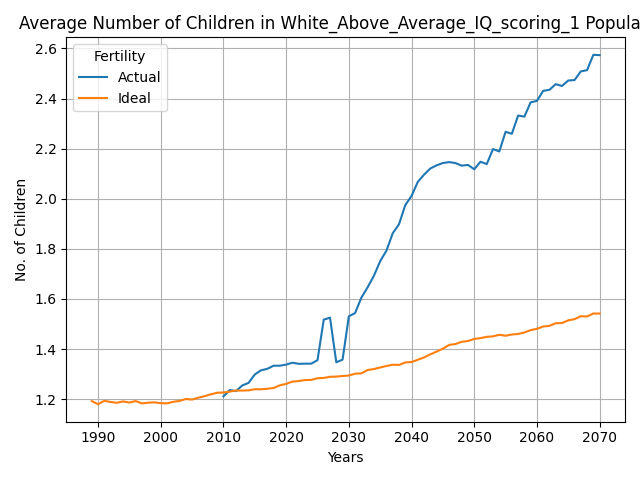 Average Number of Children in White_Above_Average_IQ_scoring_1 Popula
Fertility
Actual
Ideal
No. of Children
2.6
2.4
2.2
2.0
1.8
1.6
1.4
1.2
1990 2000 2010 2020 2030 2040 2050 2060 2070
Years